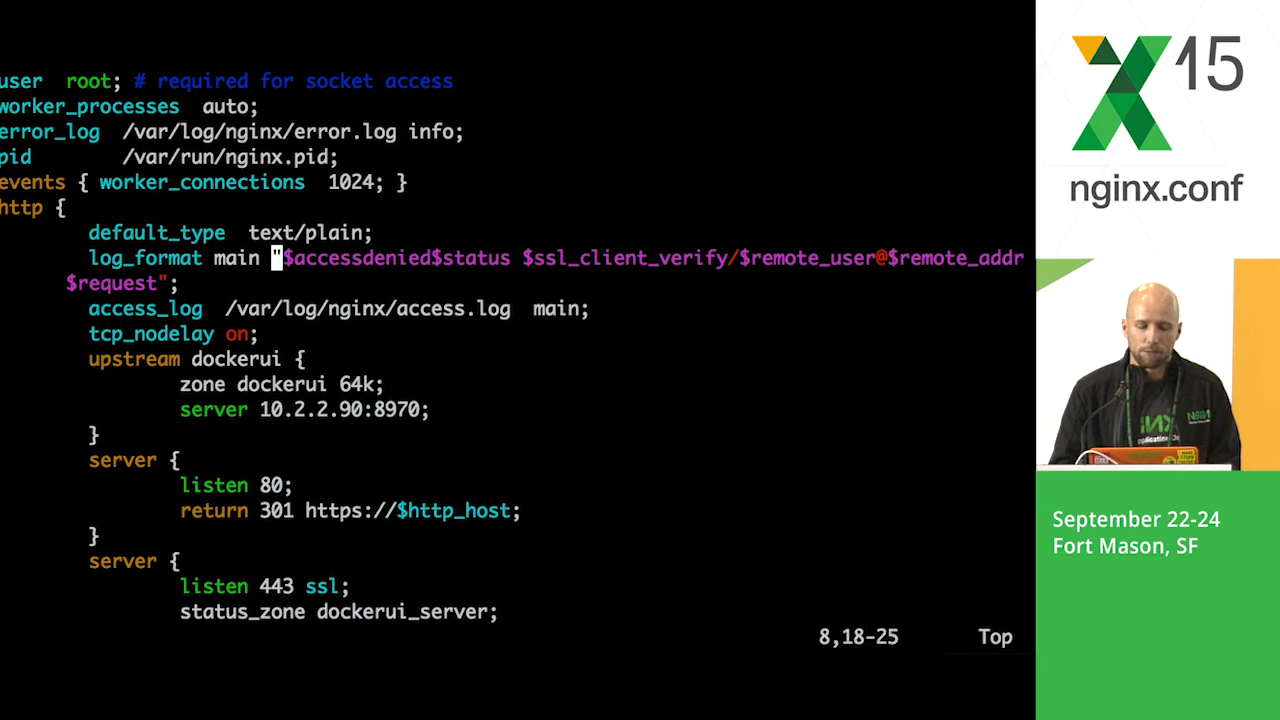 user  root; # required for socket access
worker_processes  auto;
error_log  /var/log/nginx/error.log info;
pid        /var/run/nginx.pid;
events { worker_connections  1024; }
http {
        default_type  text/plain;
        log_format main "$accessdenied$status $ssl_client_verify/$remote_user@$remote_addr
      $request";
        access_log  /var/log/nginx/access.log  main;
        tcp_nodelay on;
        upstream dockerui {
                zone dockerui 64k;
                server 10.2.2.90:8970;
        }
        server {
                listen 80;
                return 301 https://$http_host;
        }
        server {
                listen 443 ssl;
                status_zone dockerui_server;
8,18-25       Top
15
nginx.conf
NGINX
September 22-24
Fort Mason, SF